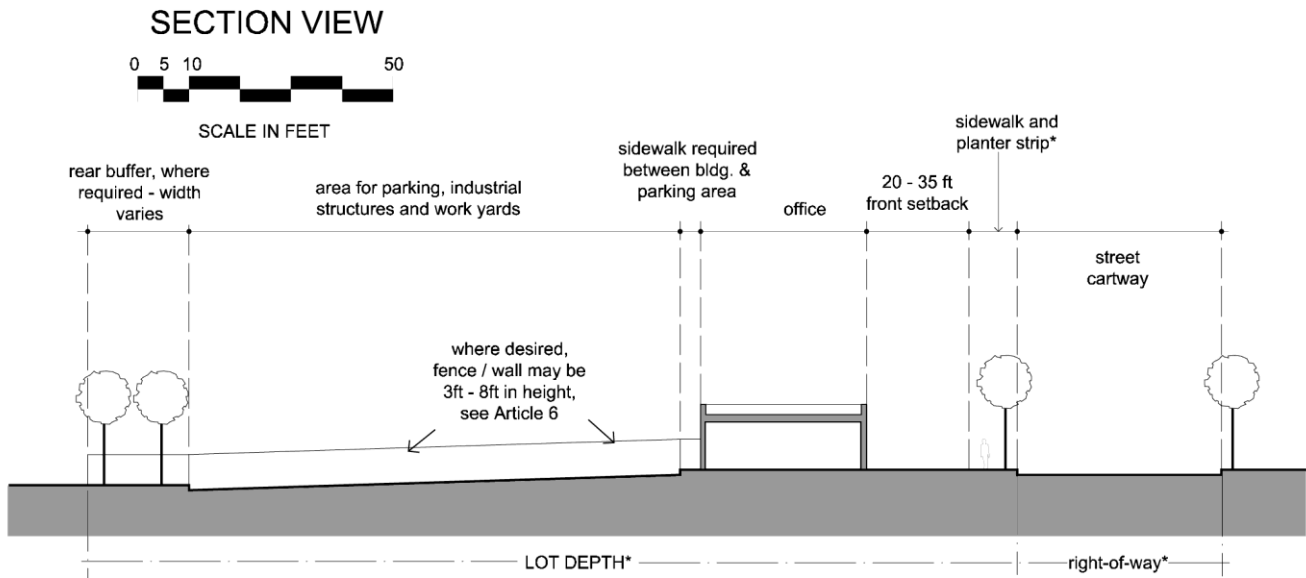 SECTION VIEW
0 5 10 50
SCALE IN FEET
rear buffer, where
required - width
varies
area for parking, industrial
structures and work yards
sidewalk required
between bldg. &
parking area
office
20 - 35 ft
front setback
sidewalk and
planter strip*
street
cartway
where desired,
fence / wall may be
3ft - 8ft in height,
see Article 6
LOT DEPTH*
right-of-way*